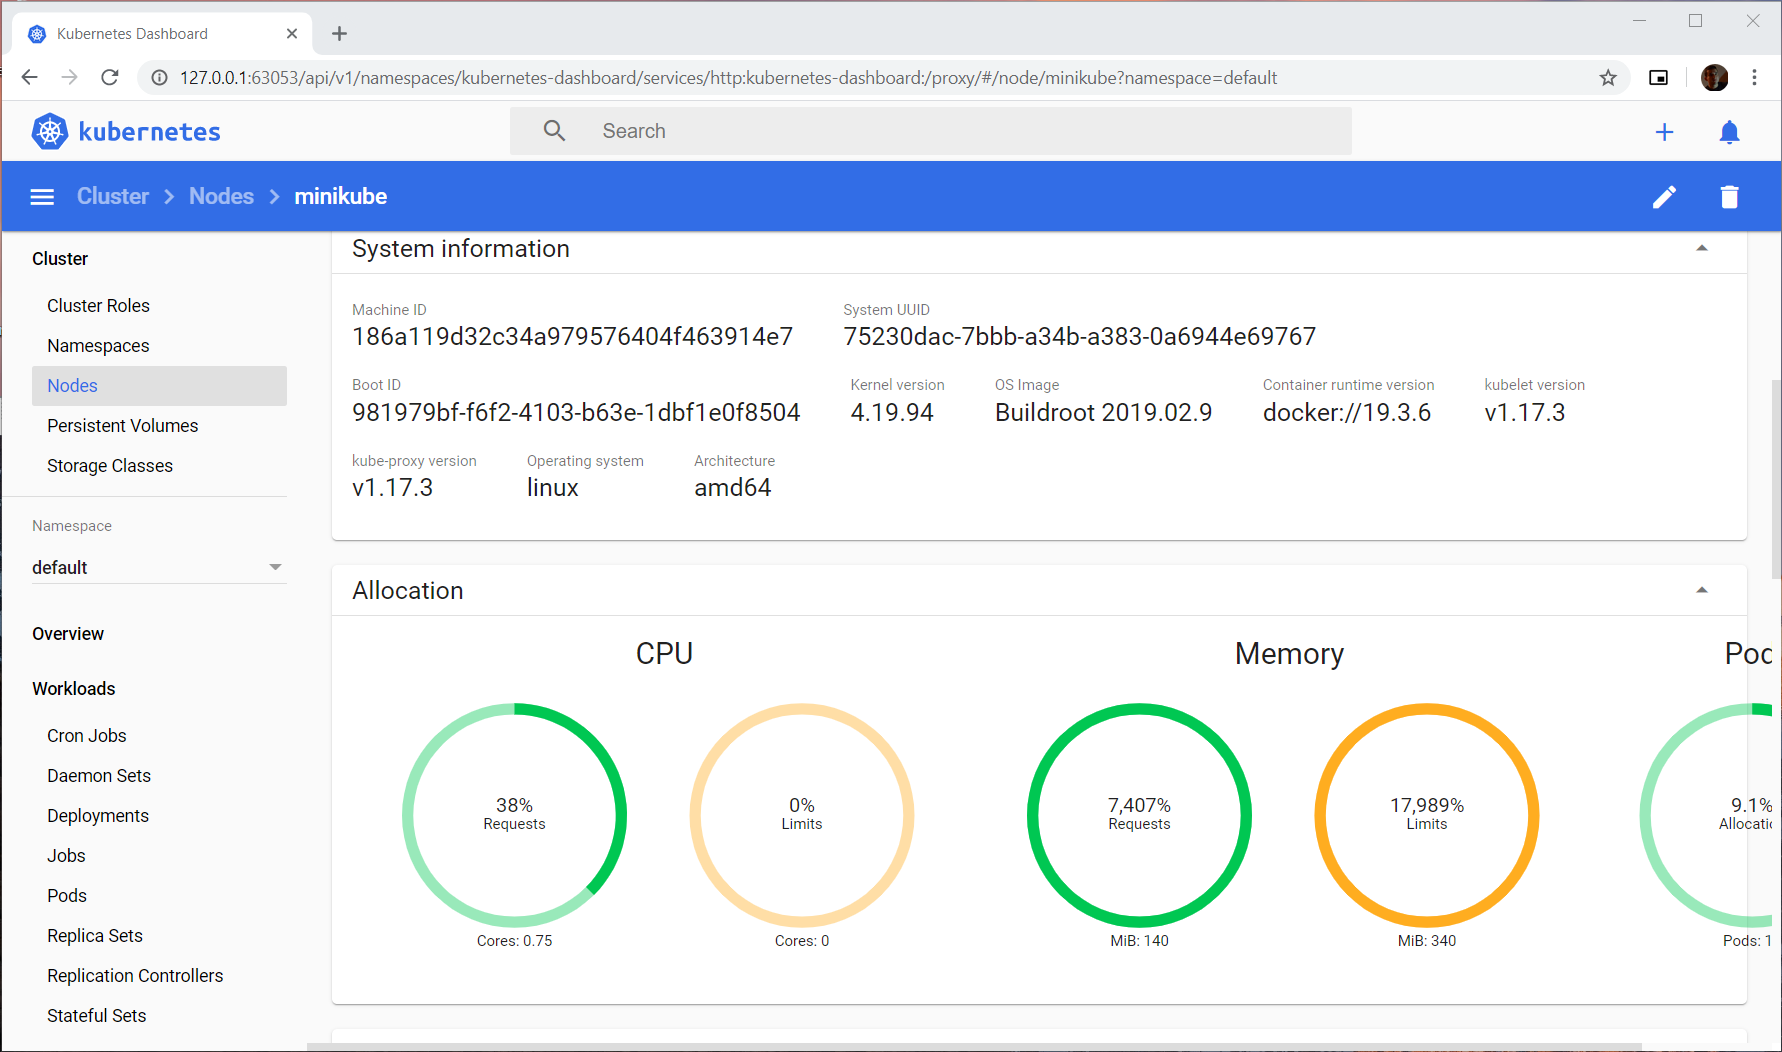 Kubernetes Dashboard
127.0.0.1:63053/api/v1/namespaces/kubernetes-dashboard/services/http:kubernetes-dashboard:/proxy/#/node/minikube?namespace=default
kubernetes
Search
Cluster
Nodes
minikube
Cluster
Cluster Roles
Namespaces
Nodes
Persistent Volumes
Storage Classes
Namespace
default
Overview
Workloads
Cron Jobs
Daemon Sets
Deployments
Jobs
Pods
Replica Sets
Replication Controllers
Stateful Sets
System information
Machine ID
186a119d32c34a979576404f463914e7
System UUID
75230dac-7bbb-a34b-a383-0a6944e69767
Boot ID
981979bf-f6f2-4103-b63e-1dbf1e0f8504
Kernel version
4.19.94
OS Image
Buildroot 2019.02.9
Container runtime version
docker://19.3.6
kubelet version
v1.17.3
kube-proxy version
v1.17.3
Operating system
linux
Architecture
amd64
Allocation
CPU
38%
Requests
Cores: 0.75
0%
Limits
Cores: 0
Memory
7,407%
Requests
MiB: 140
17,989%
Limits
MiB: 340
9.1%
Pods: 1